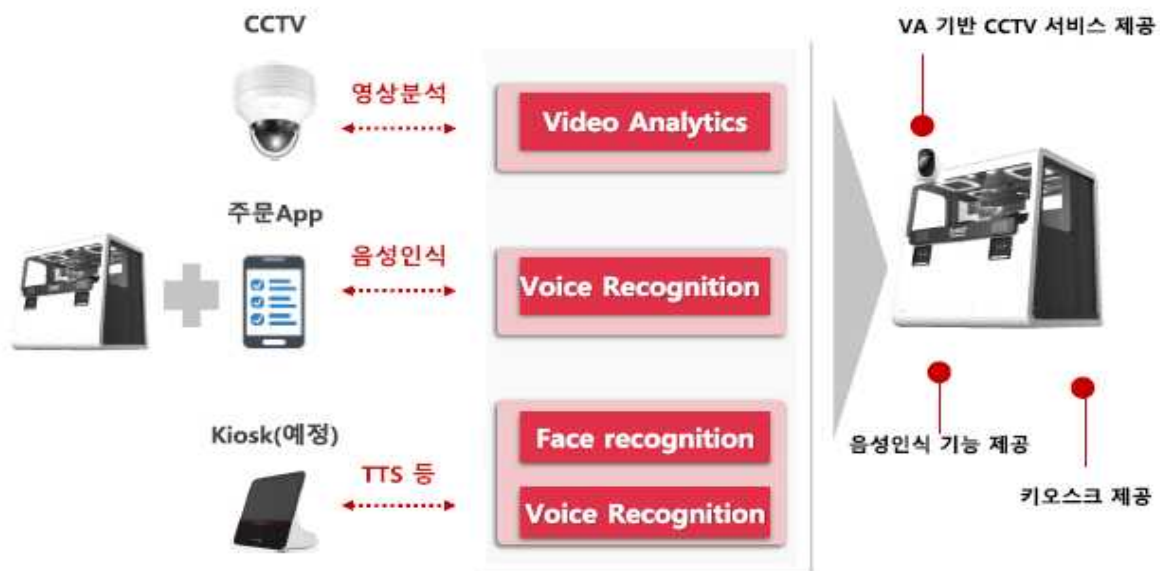 CCTV
영상분석
Video Analytics
주문App
음성인식
Voice Recognition
Kiosk(예정)
TTS 등
Face recognition
Voice Recognition
VA 기반 CCTV 서비스 제공
음성인식 기능 제공
키오스크 제공